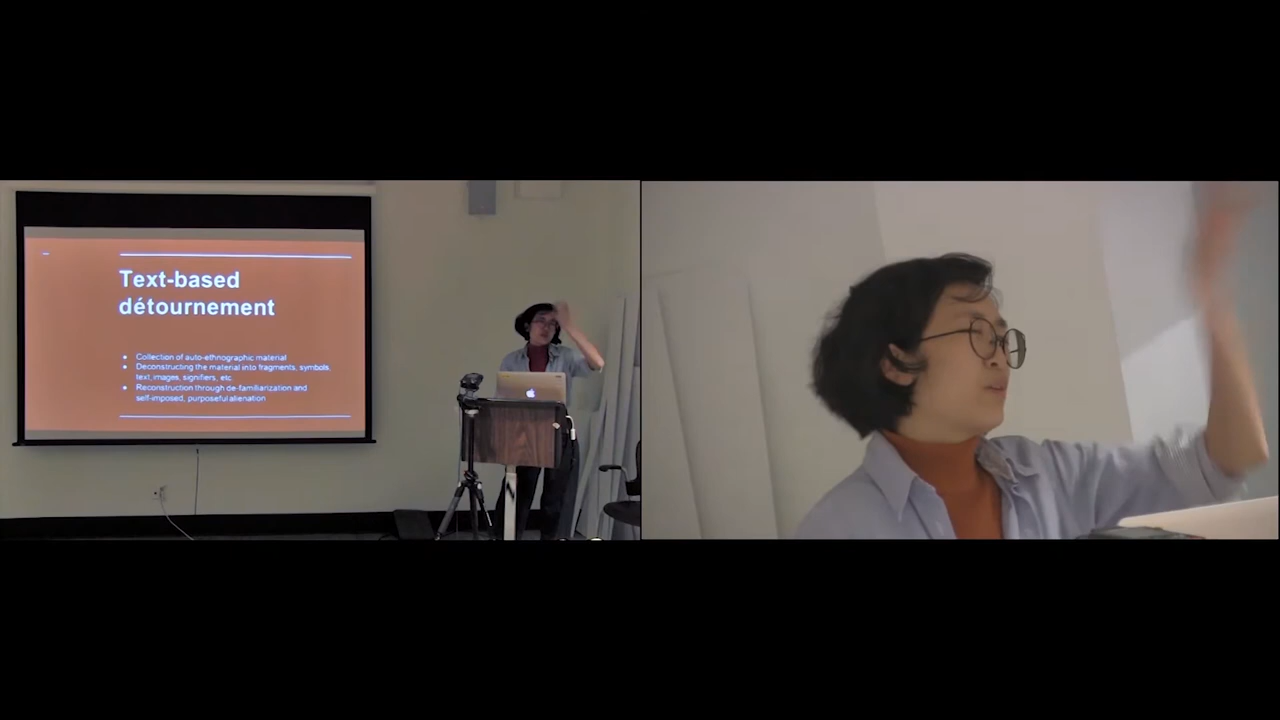 Text-based
détournement
● Collection of auto-ethnographic material
● Deconstructing the material into fragments, symbols,
text, images, signifiers, etc.
● Reconstruction through de-familiarization and
self-imposed, purposeful alienation